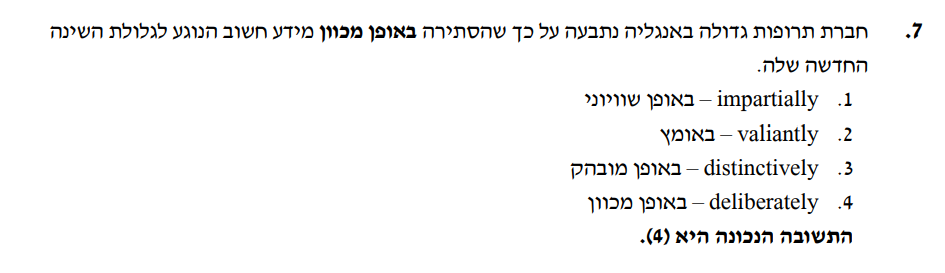 7. חברת תרופות גדולה באנגליה נתבעה על כך שהסתירה באופן מכוון מידע חשוב הנוגע לגלולת השינה
החדשה שלה.
1. impartially – באופן שוויוני
2. valiantly – באומץ
3. distinctively – באופן מובהק
4. deliberately – באופן מכוון
התשובה הנכונה היא (4).